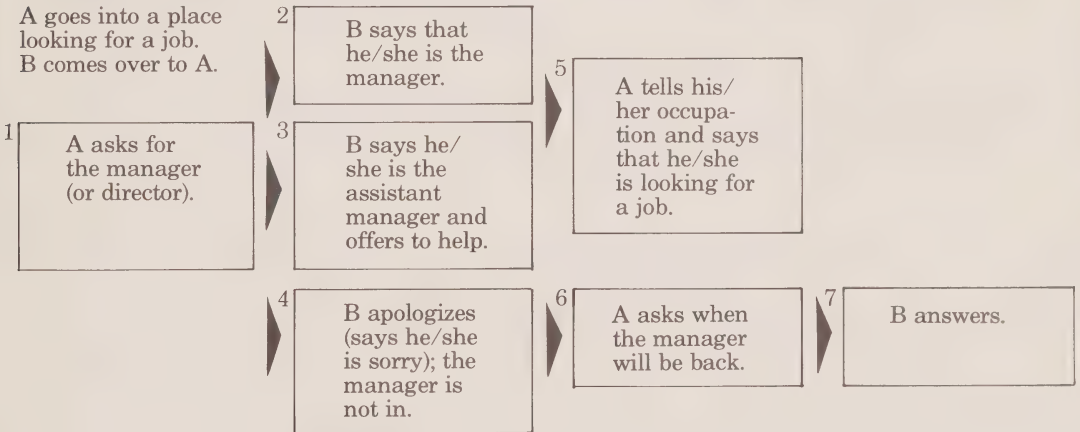 A goes into a place
looking for a job.
B comes over to A.
1
A asks for
the manager
(or director).
2
B says that
he/she is the
manager.
3
B says he/
she is the
assistant
manager and
offers to help.
4
B apologizes
(says he/she
is sorry); the
manager is
not in.
5
A tells his/
her occupa-
tion and says
that he/she
is looking for
a job.
6
A asks when
the manager
will be back.
7
B answers.